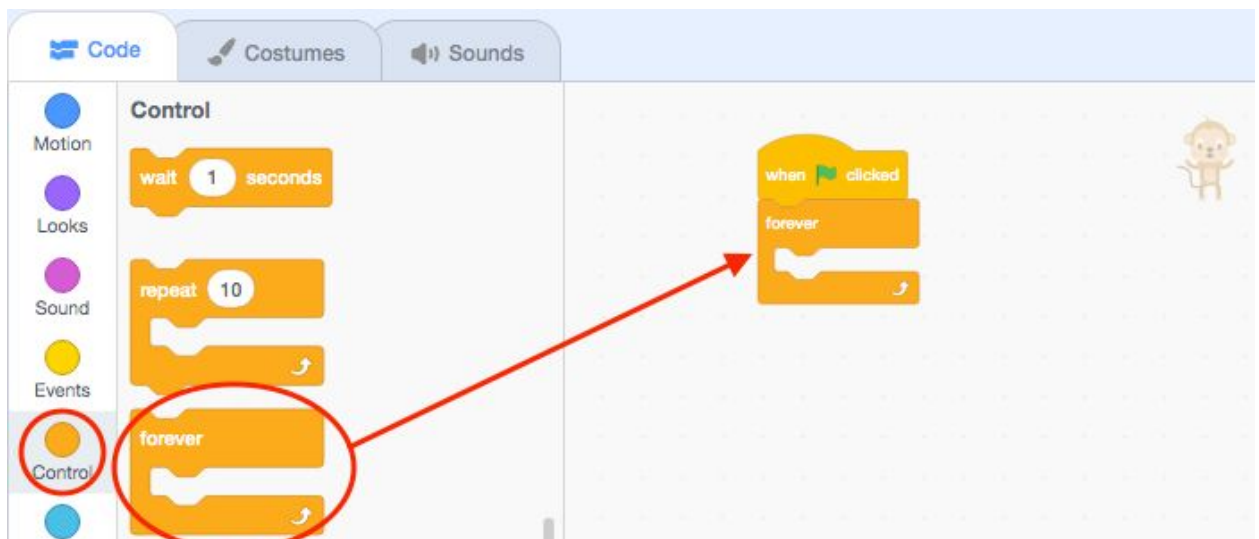 Code Costumes Sounds
Motion
Looks
Sound
Events
Control
Control
wait 1 seconds
repeat 10
forever
when clicked
forever